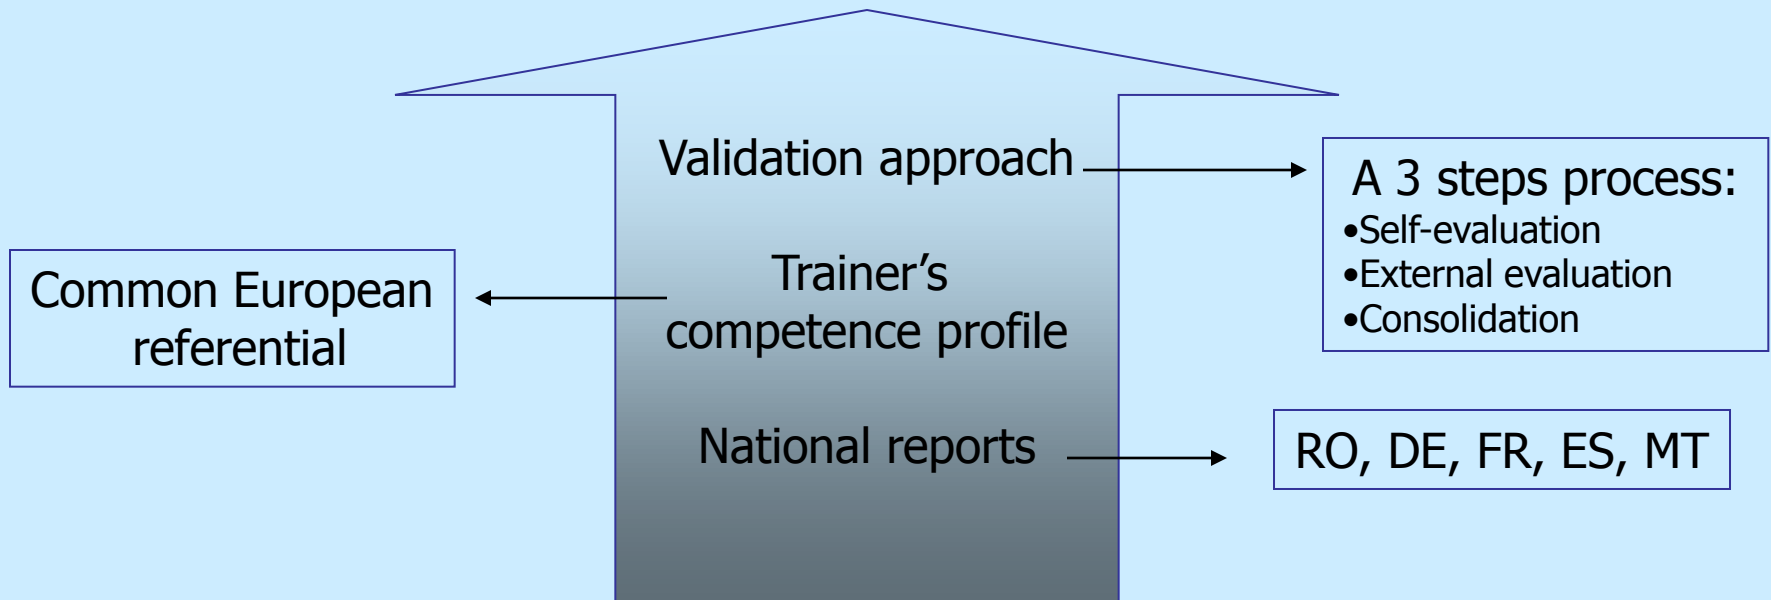 Validation approach
A 3 steps process:
•Self-evaluation
•External evaluation
•Consolidation
Common European
referential
Trainer’s
competence profile
National reports
RO, DE, FR, ES, MT